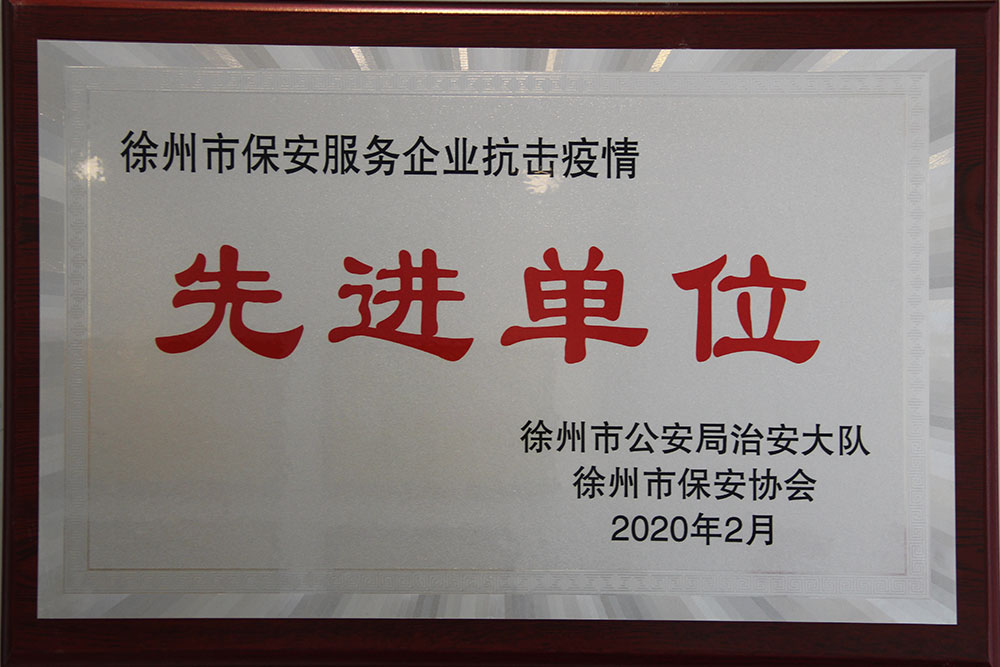 徐州市保安服务企业抗击疫情
先进单位
徐州市公安局治安大队
徐州市保安协会
2020年2月